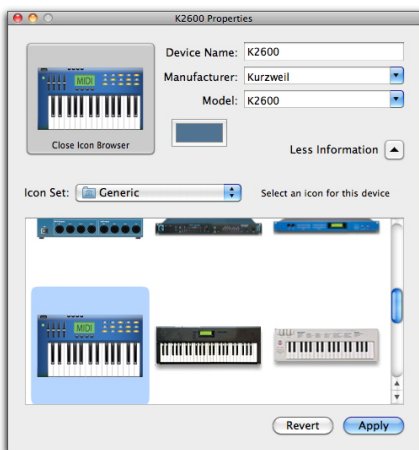 K2600 Properties
Device Name: K2600
Manufacturer: Kurzweil
Model: K2600
MIDI
Close Icon Browser
Less Information
Icon Set: Generic
Select an icon for this device
MIDI
Revert
Apply